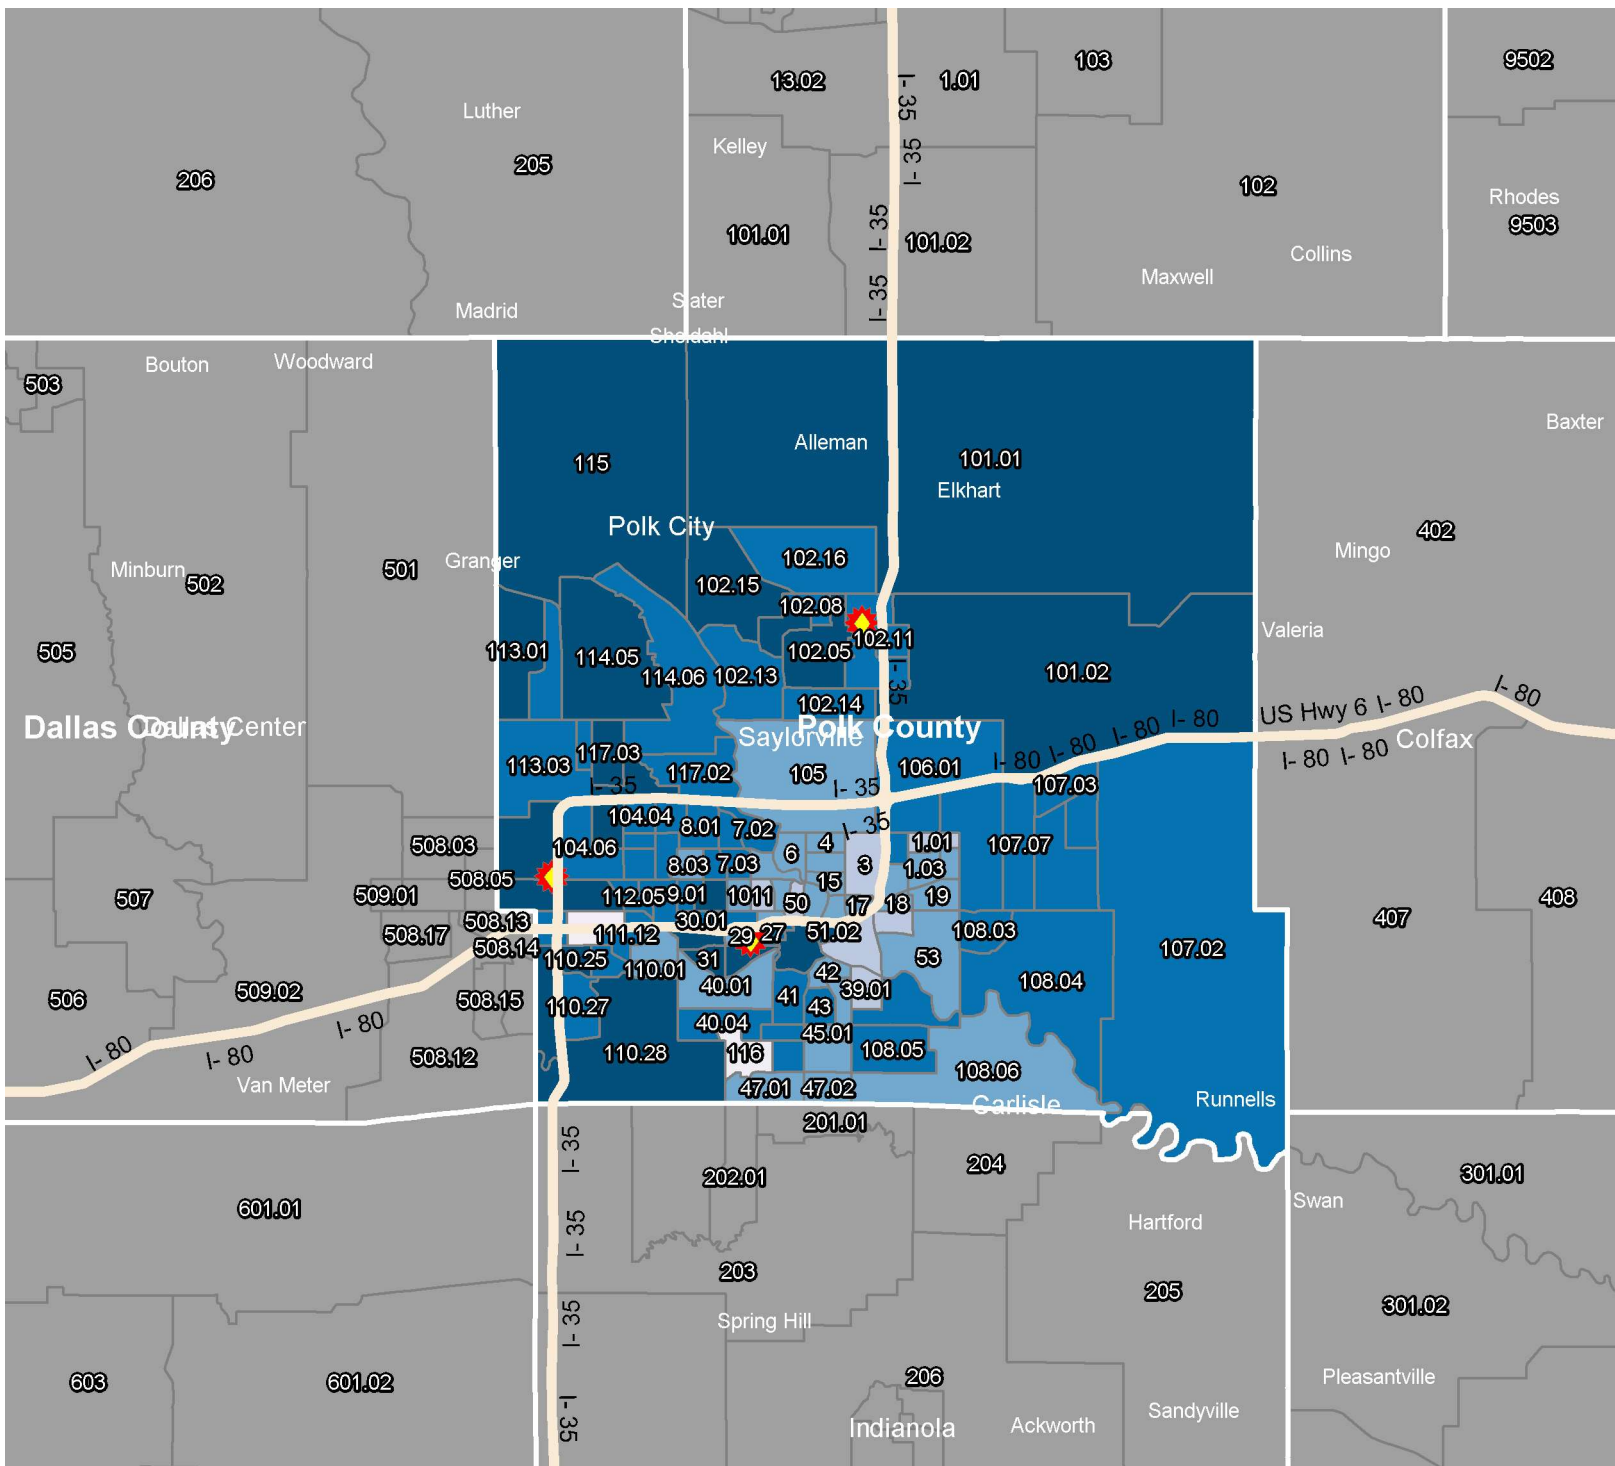 13.02
1.01
103
9502
Luther
Kelley
205
206
I- 35
I- 35
102
Rhodes
9503
101.01
I- 35
101.02
Collins
Maxwell
Madrid
Slater
I- 35
Sheldahl
Bouton
Woodward
503
Baxter
Alleman
115
101.01
Elkhart
Polk City
402
Mingo
Granger
Minburn
501
502
102.16
102.15
102.08
102.11
Valeria
505
113.01
114.05
102.05
101.02
114.06
102.13
I- 35
102.14
I- 80
I- 80
US Hwy 6
I- 80
I- 80
I- 80
Dallas County
Dallas Center
Polk County
Saylorville
Colfax
I- 80
I- 80
117.03
113.03
117.02
105
106.01
I- 80
107.03
I- 35
I- 35
104.04
8.01
7.02
I- 35
508.03
104.06
6
4
1.01
107.07
8.03
7.03
3
1.03
508.05
15
507
509.01
112.05
9.01
10
11
50
17
18
19
408
407
508.13
30.01
508.17
111.12
29
27
51.02
108.03
508.14
107.02
110.25
31
53
110.01
42
108.04
506
509.02
508.15
40.01
39.01
41
110.27
43
I- 80
40.04
45.01
I- 80
I- 80
508.12
110.28
116
108.05
108.06
Van Meter
47.01
47.02
Carlisle
Runnells
201.01
I- 35
204
202.01
301.01
601.01
Swan
Hartford
I- 35
203
205
301.02
I- 35
Spring Hill
603
601.02
206
Pleasantville
I- 35
Indianola
Ackworth
Sandyville